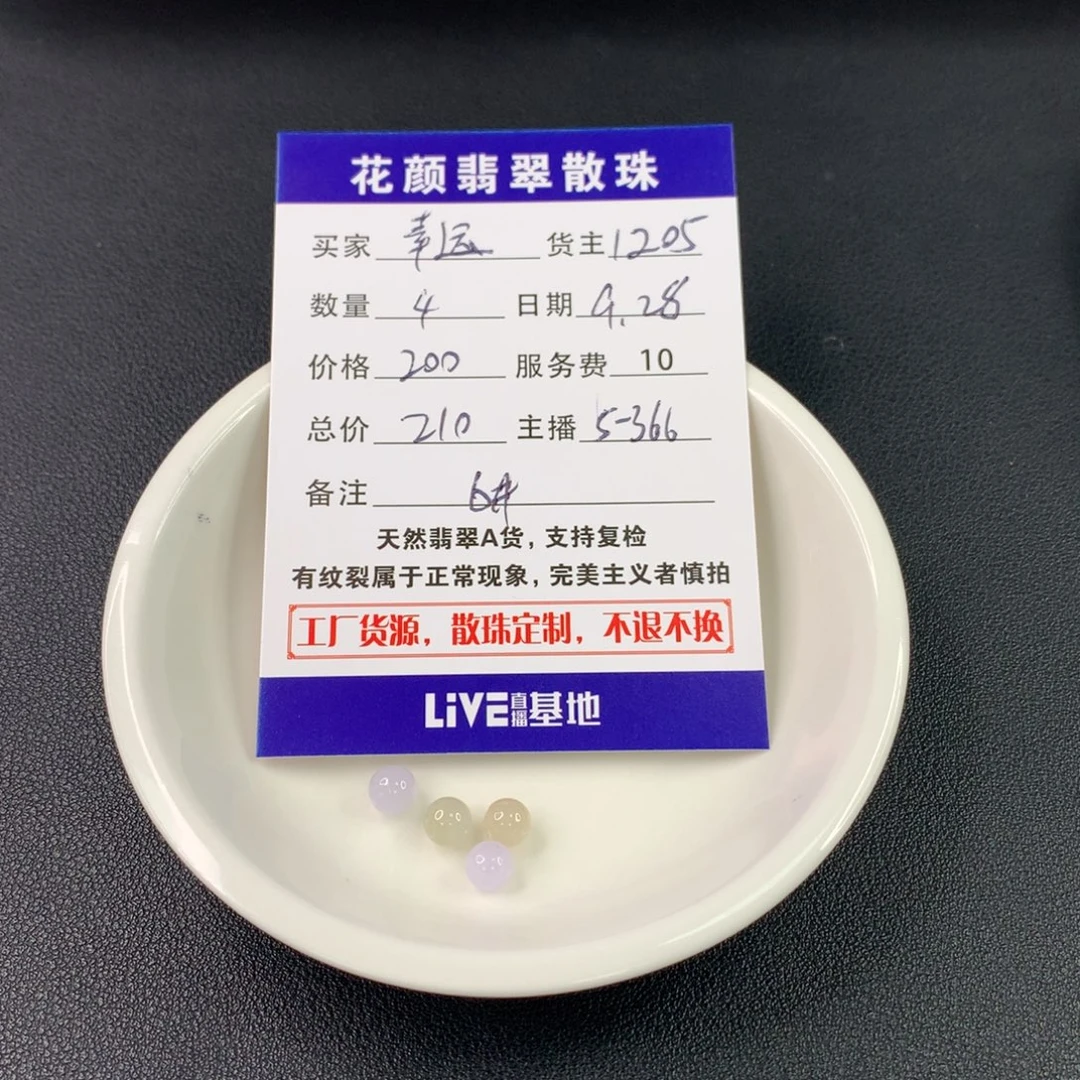 花颜翡翠散珠
买家 幸运 货主 1205
数量 4 日期 9.28
价格 200 服务费 10
总价 210 主播 5-366
备注 6#
天然翡翠A货，支持复检
有纹裂属于正常现象，完美主义者慎拍
工厂货源，散珠定制，不退不换
LiVE直播基地